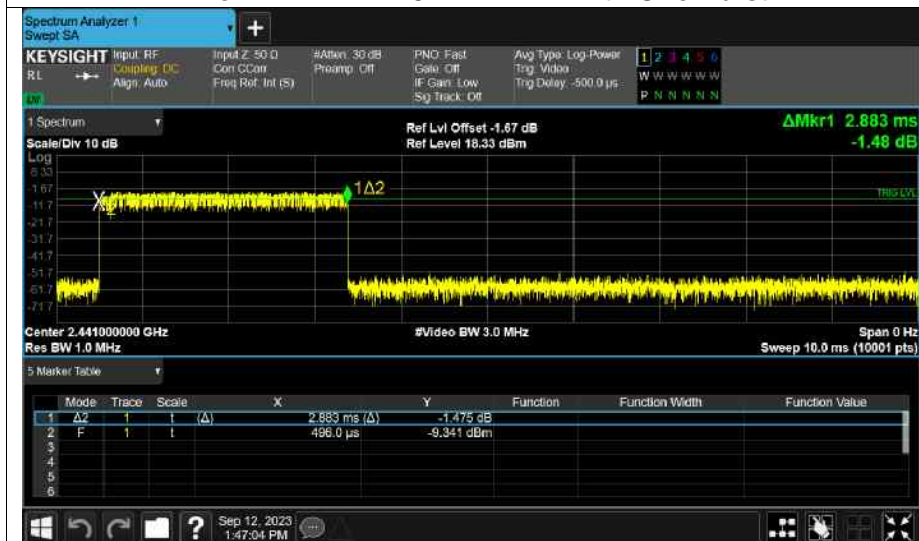 Spectrum Analyzer 1
Swept SA
+
KEYSIGHT Input: RF Input Z: 50 Ω #Atten: 30 dB PNO: Fast Avg Type: Log-Power 1 2 3 4 5 6
RL Coupling: DC Corr CCorr Preamp: Off Gate: Off Trig: Video W W W W W W
Align: Auto Freq Ref: Int (S) IF Gain: Low Trig Delay: -500.0 µs
Sig Track: Off P N N N N N
1 Spectrum Ref Lvl Offset -1.67 dB ΔMkr1 2.883 ms
Scale/Div 10 dB Ref Level 18.33 dBm -1.48 dB
Log
8.33
-1.67 1Δ2 TRIG LVL
-11.7 X 2
-21.7
-31.7
-41.7
-51.7
-61.7
-71.7
Center 2.441000000 GHz #Video BW 3.0 MHz Span 0 Hz
Res BW 1.0 MHz Sweep 10.0 ms (10001 pts)
5 Marker Table
Mode Trace Scale X Y Function Function Width Function Value
1 Δ2 1 t (Δ) 2.883 ms (Δ) -1.475 dB
2 F 1 t 496.0 µs -9.341 dBm
3
4
5
6
? Sep 12, 2023
1:47:04 PM